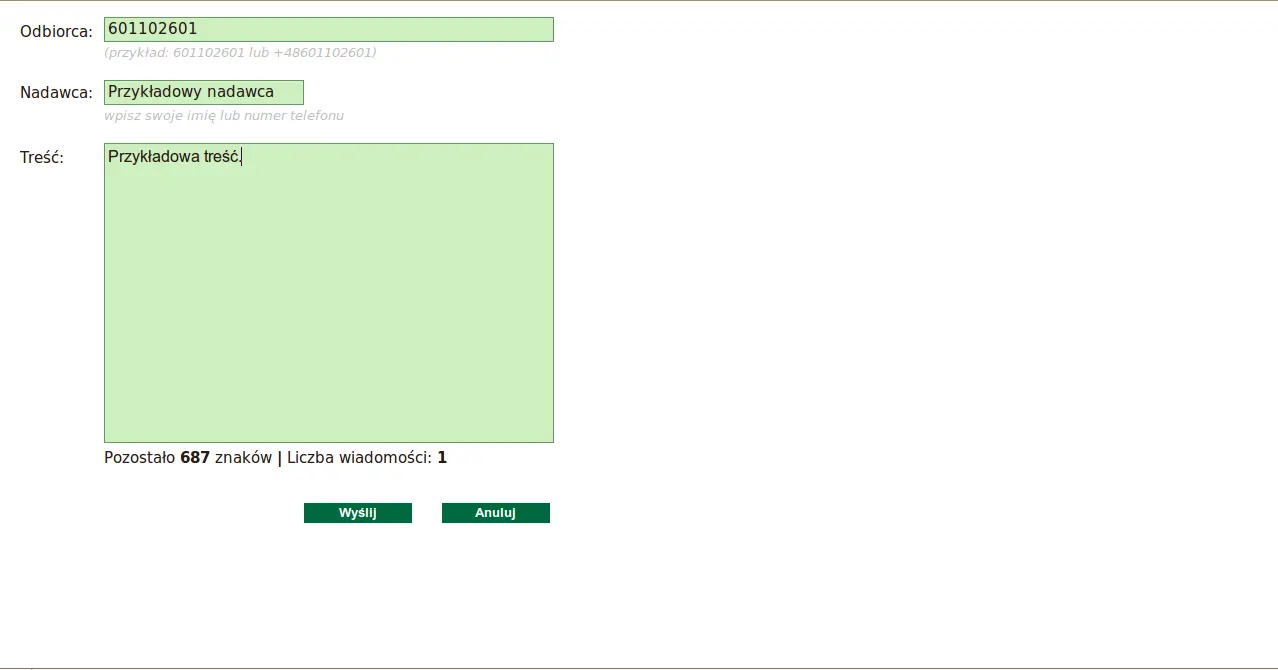 Odbiorca: 601102601
(przykład: 601102601 lub +48601102601)
Nadawca: Przykładowy nadawca
wpisz swoje imię lub numer telefonu
Treść: Przykładowa treść.
Pozostało 687 znaków | Liczba wiadomości: 1
Wyślij Anuluj